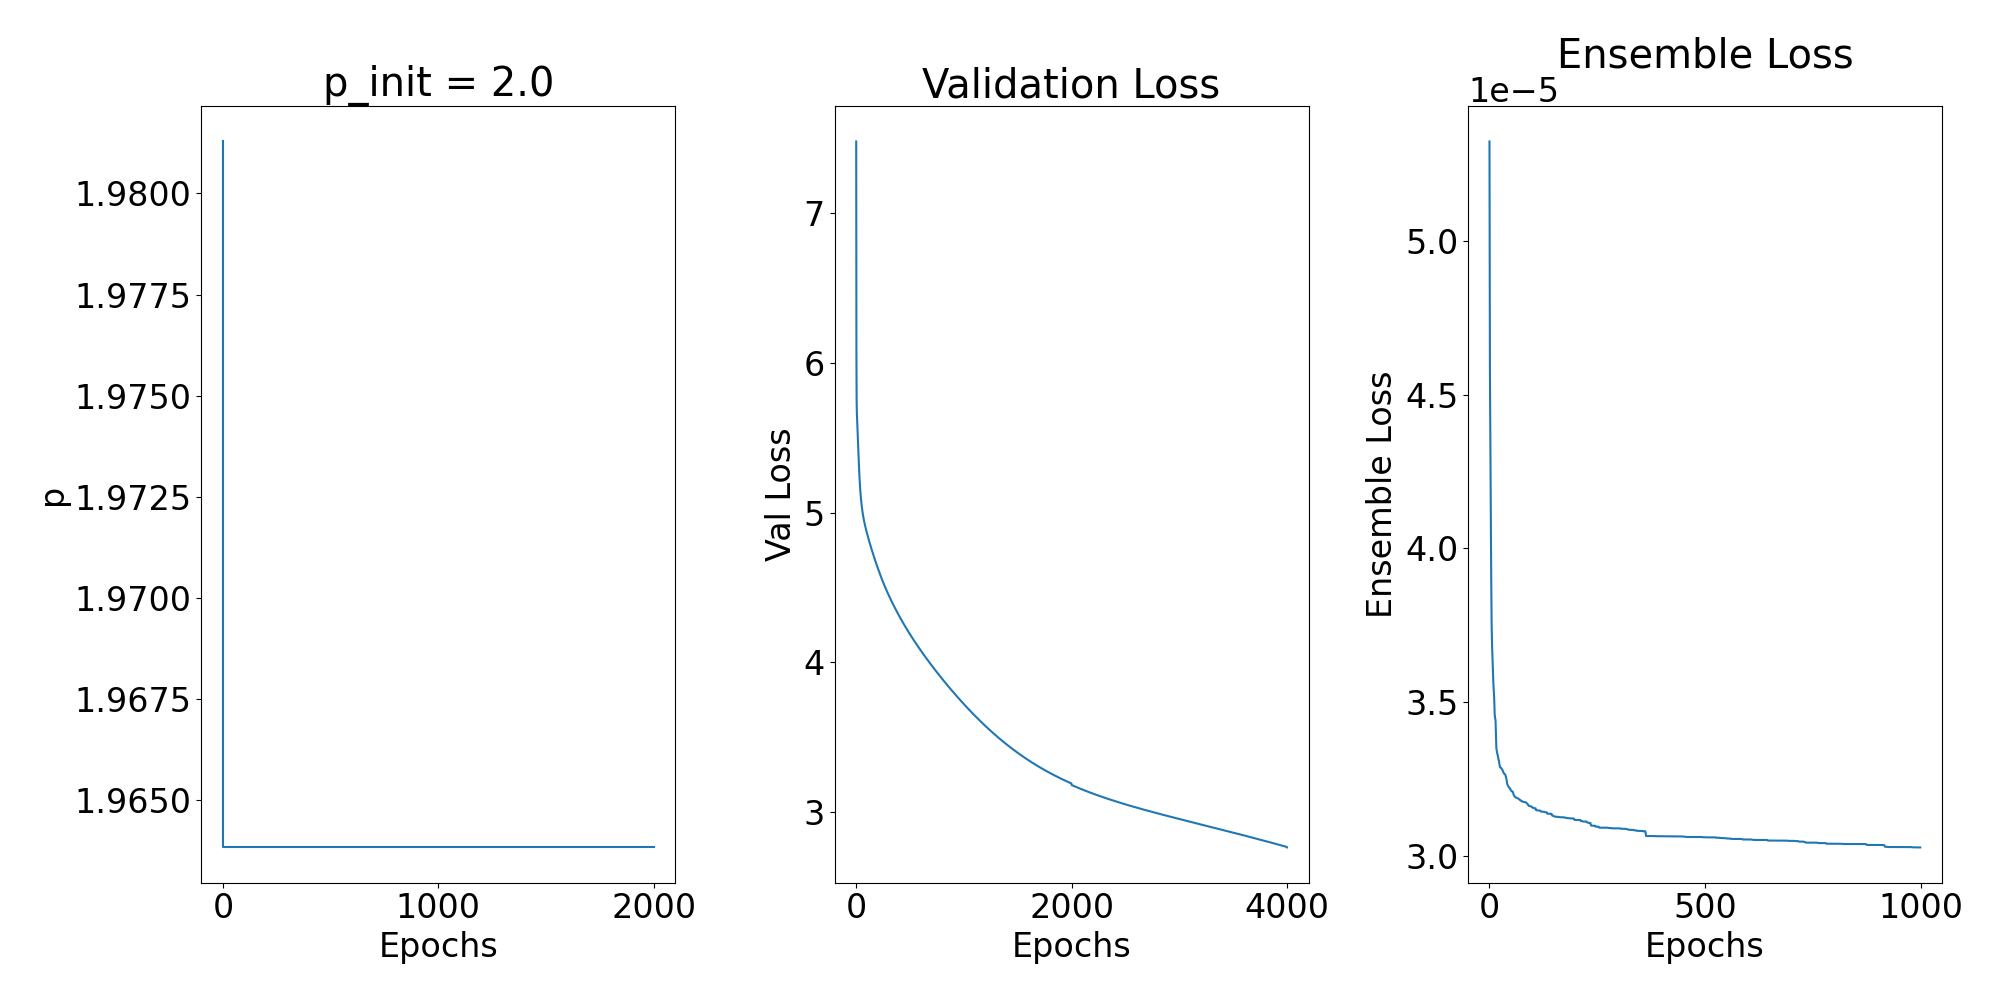 p_init = 2.0
1.9800
1.9775
1.9750
1.9725
1.9700
1.9675
1.9650
p
0 1000 2000
Epochs
Validation Loss
7
6
5
4
3
Val Loss
0 2000 4000
Epochs
Ensemble Loss
1e−5
5.0
4.5
4.0
3.5
3.0
Ensemble Loss
0 500 1000
Epochs